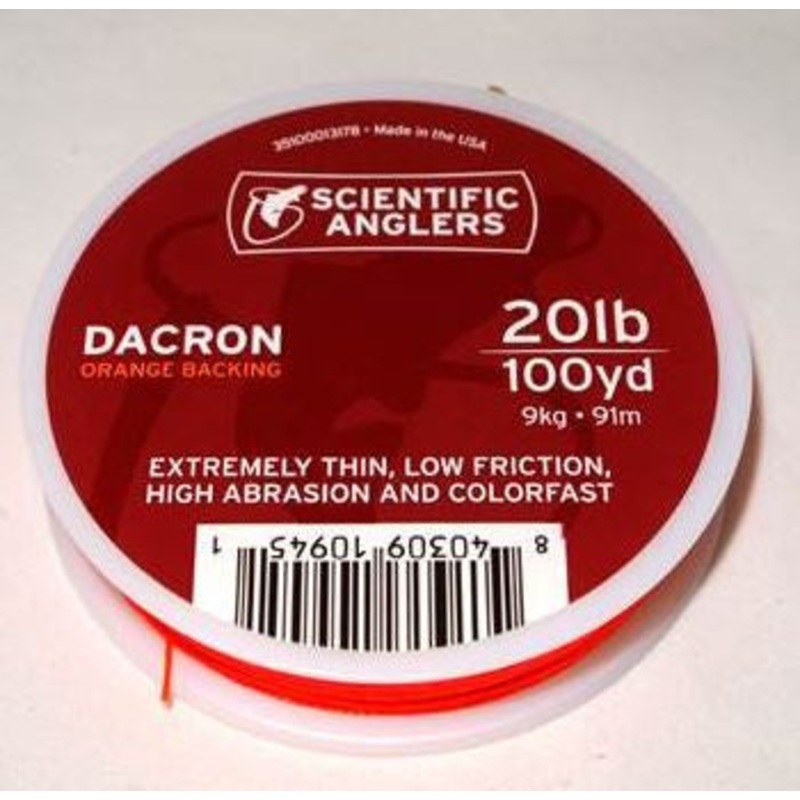 35100013178 • Made in the USA
SCIENTIFIC
ANGLERS
DACRON
ORANGE BACKING
20lb
100yd
9kg • 91m
EXTREMELY THIN, LOW FRICTION,
HIGH ABRASION AND COLORFAST
8 40309 10945 1